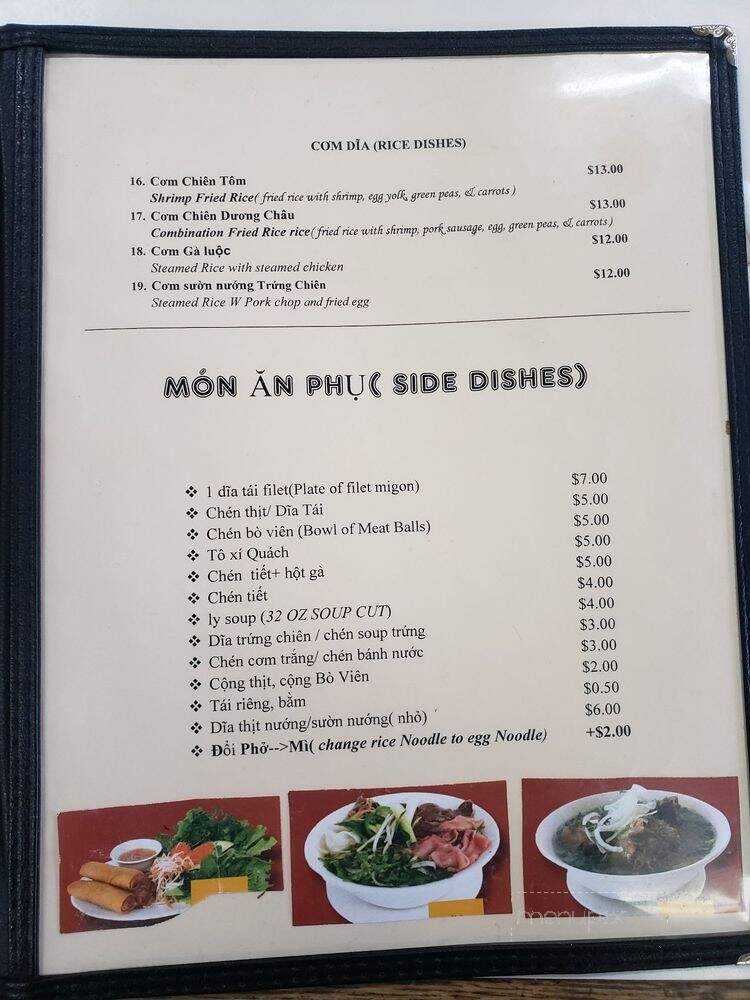 CƠM DĨA (RICE DISHES)
16. Cơm Chiên Tôm $13.00
Shrimp Fried Rice( fried rice with shrimp, egg yolk, green peas, & carrots )
17. Cơm Chiên Dương Châu $13.00
Combination Fried Rice rice(fried rice with shrimp, pork sausage, egg, green peas, & carrots )
18. Cơm Gà luộc $12.00
Steamed Rice with steamed chicken
19. Cơm sườn nướng Trứng Chiên $12.00
Steamed Rice W Pork chop and fried egg
MÓN ĂN PHỤ( SIDE DISHES)
❖ 1 dĩa tái filet(Plate of filet migon) $7.00
❖ Chén thịt/ Dĩa Tái $5.00
❖ Chén bò viên (Bowl of Meat Balls) $5.00
❖ Tô xí Quách $5.00
❖ Chén tiết+ hột gà $5.00
❖ Chén tiết $4.00
❖ ly soup (32 OZ SOUP CUT) $4.00
❖ Dĩa trứng chiên / chén soup trứng $3.00
❖ Chén cơm trắng/ chén bánh nước $3.00
❖ Cộng thịt, cộng Bò Viên $2.00
❖ Tái riêng, bằm $0.50
❖ Dĩa thịt nướng/sườn nướng( nhỏ) $6.00
❖ Đổi Phở-->Mì( change rice Noodle to egg Noodle) +$2.00